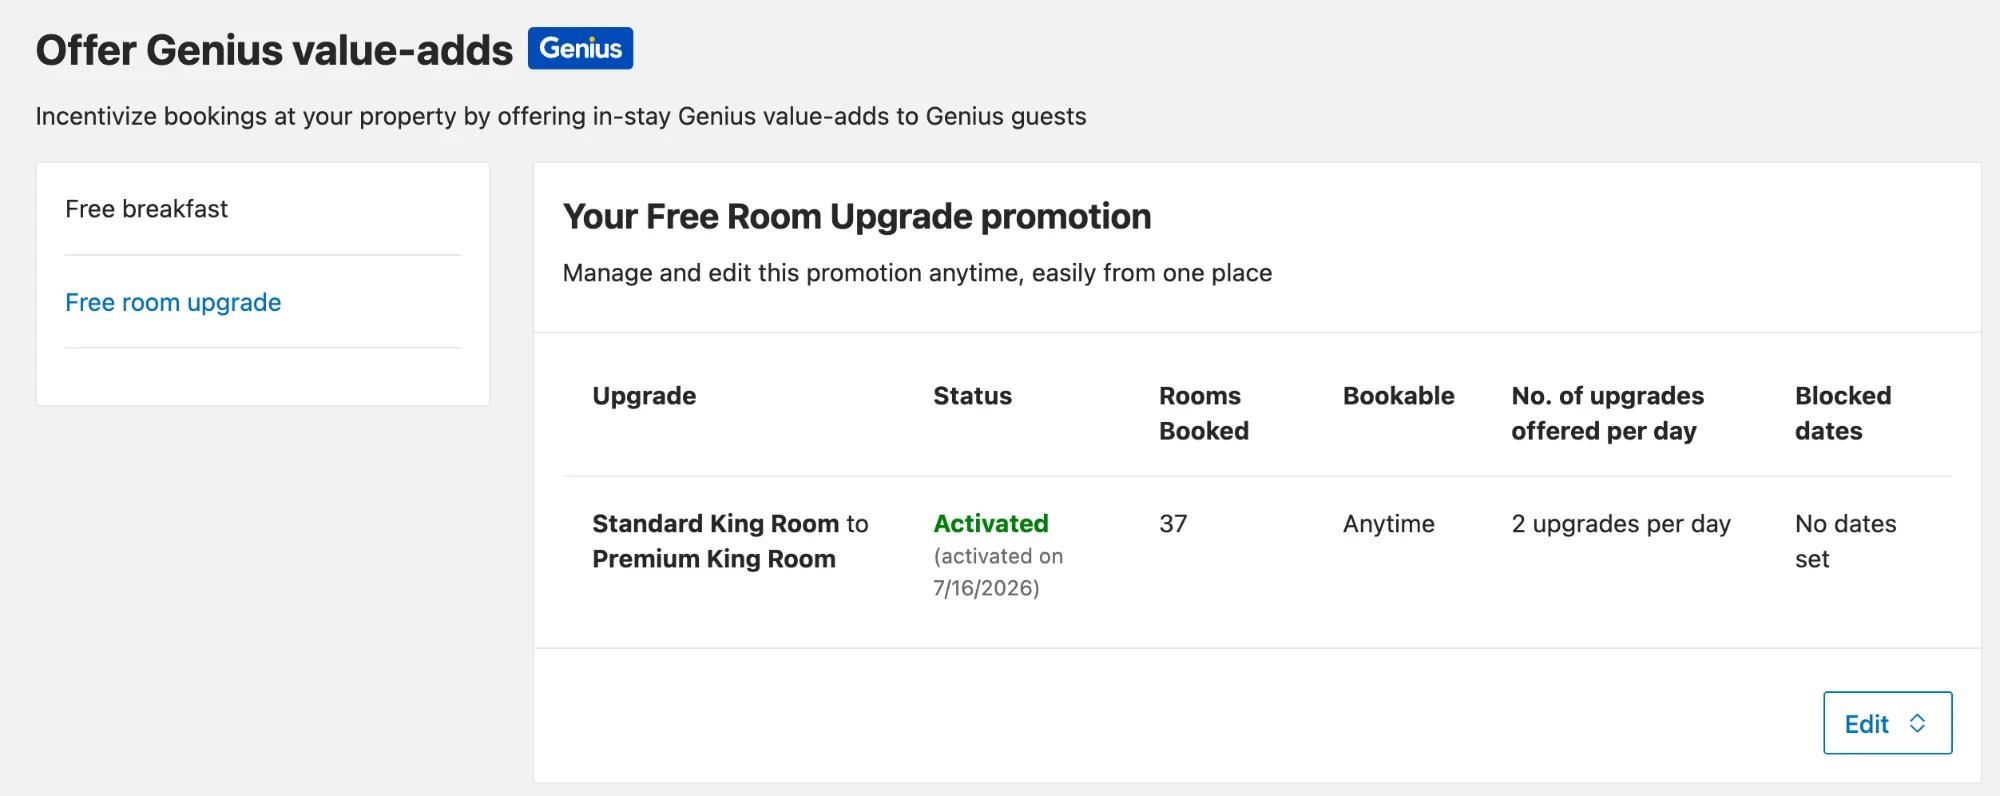 Offer Genius value-adds Genius
Incentivize bookings at your property by offering in-stay Genius value-adds to Genius guests
Free breakfast
Free room upgrade
Your Free Room Upgrade promotion
Manage and edit this promotion anytime, easily from one place
Upgrade Status Rooms Booked Bookable No. of upgrades offered per day Blocked dates
Standard King Room to Premium King Room
Activated
(activated on 7/16/2026)
37
Anytime
2 upgrades per day
No dates set
Edit